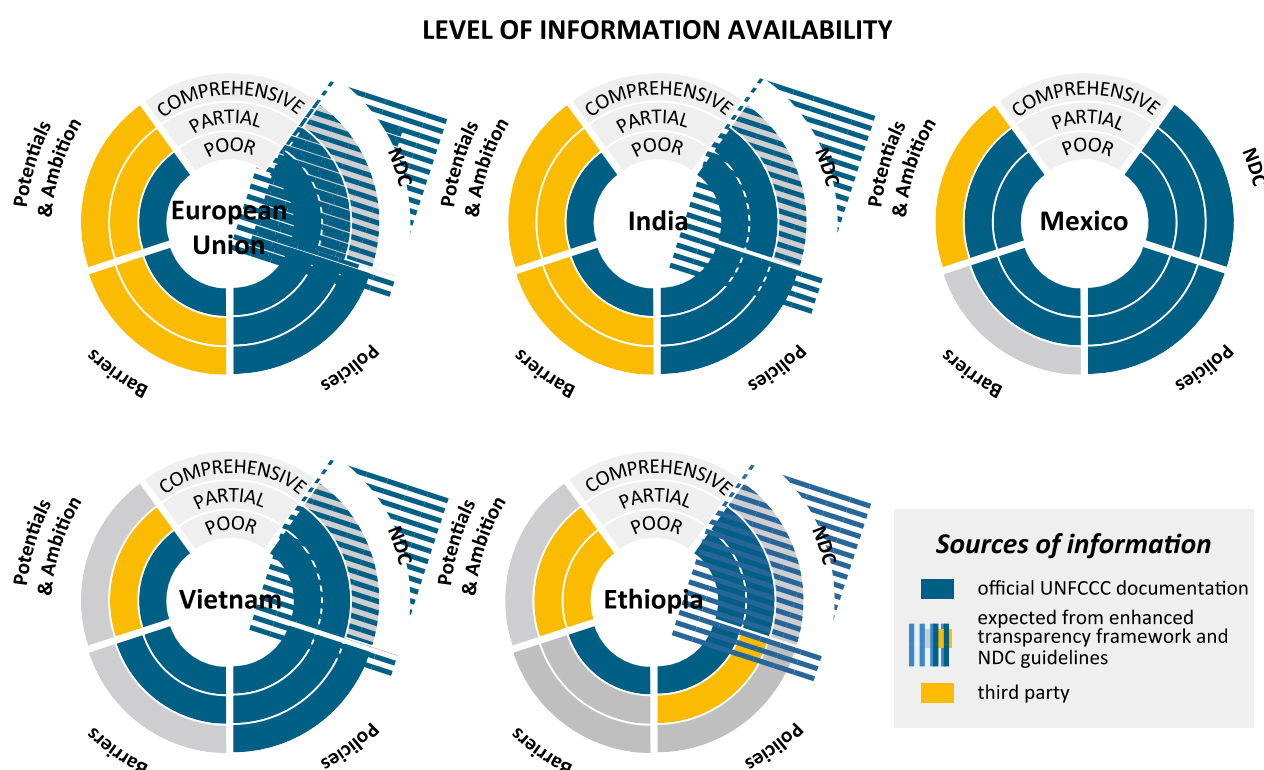 LEVEL OF INFORMATION AVAILABILITY
COMPREHENSIVE
PARTIAL
POOR
Potentials
& Ambition
NDC
European
Union
Barriers
Policies
COMPREHENSIVE
PARTIAL
POOR
Potentials
& Ambition
NDC
India
Barriers
Policies
COMPREHENSIVE
PARTIAL
POOR
Potentials
& Ambition
NDC
Mexico
Barriers
Policies
COMPREHENSIVE
PARTIAL
POOR
Potentials
& Ambition
NDC
Vietnam
Barriers
Policies
COMPREHENSIVE
PARTIAL
POOR
Potentials
& Ambition
NDC
Ethiopia
Barriers
Policies
Sources of information
official UNFCCC documentation
expected from enhanced
transparency framework and
NDC guidelines
third party